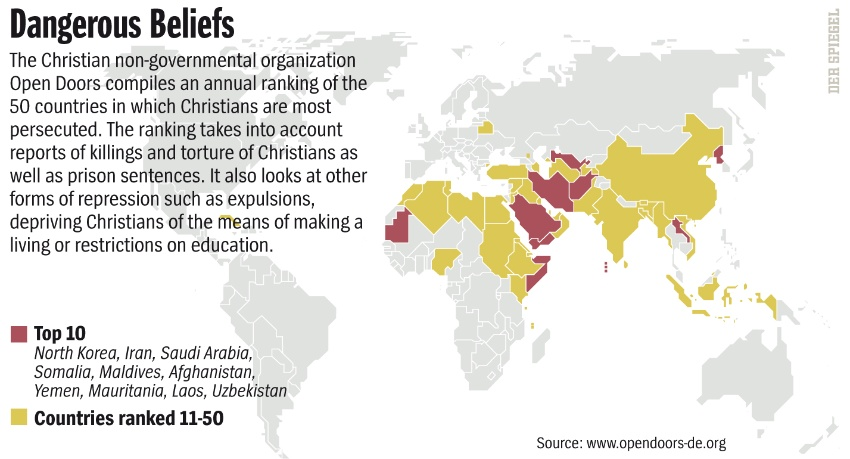 Dangerous Beliefs
The Christian non-governmental organization
Open Doors compiles an annual ranking of the
50 countries in which Christians are most
persecuted. The ranking takes into account
reports of killings and torture of Christians as
well as prison sentences. It also looks at other
forms of repression such as expulsions,
depriving Christians of the means of making a
living or restrictions on education.
Top 10
North Korea, Iran, Saudi Arabia,
Somalia, Maldives, Afghanistan,
Yemen, Mauritania, Laos, Uzbekistan
Countries ranked 11-50
Source: www.opendoors-de.org
DER SPIEGEL